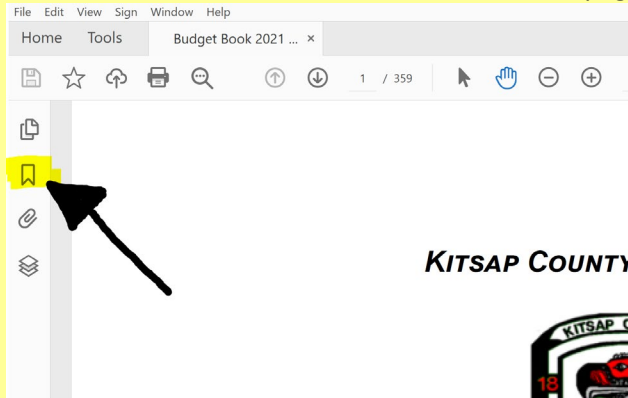 File Edit View Sign Window Help
Home Tools Budget Book 2021 ... ×
1 / 359
KITSAP COUNTY
KITSAP
18